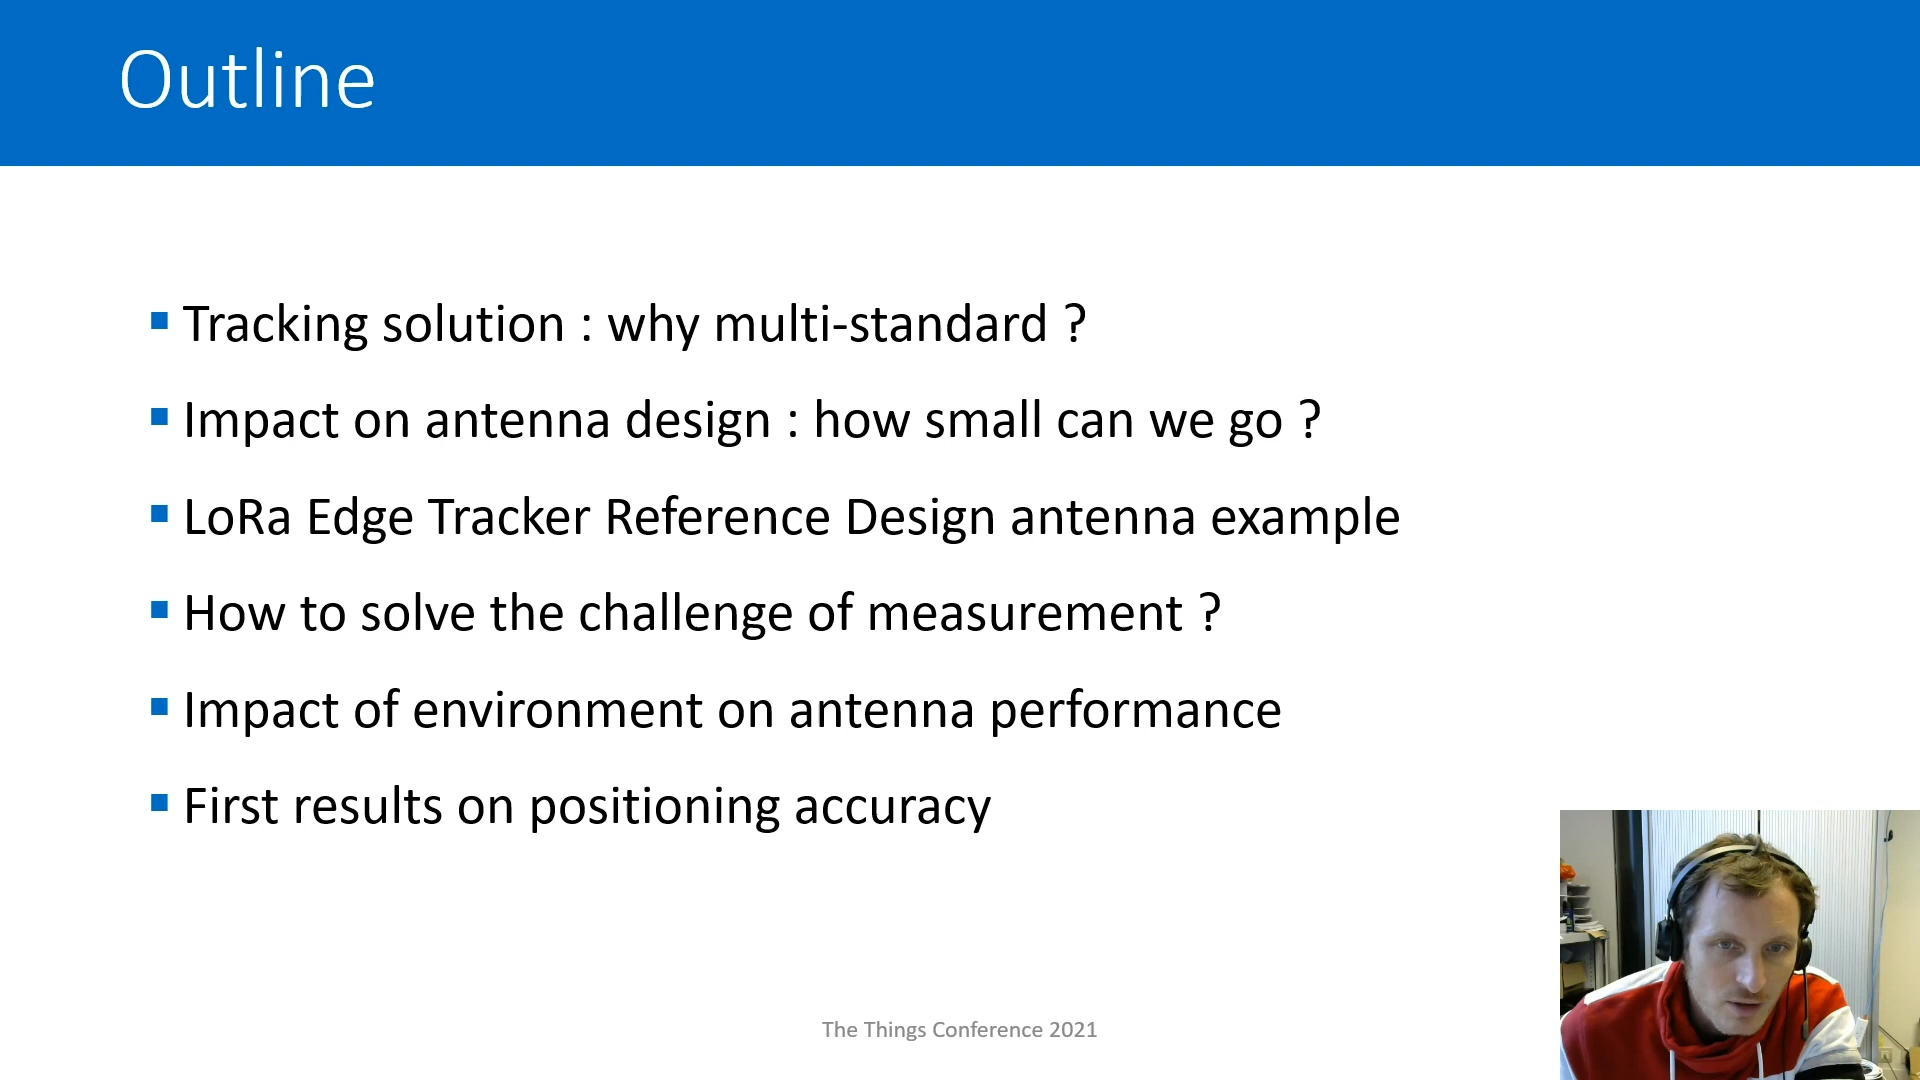 Outline
Tracking solution : why multi-standard ?
Impact on antenna design : how small can we go ?
LoRa Edge Tracker Reference Design antenna example
How to solve the challenge of measurement ?
Impact of environment on antenna performance
First results on positioning accuracy
The Things Conference 2021